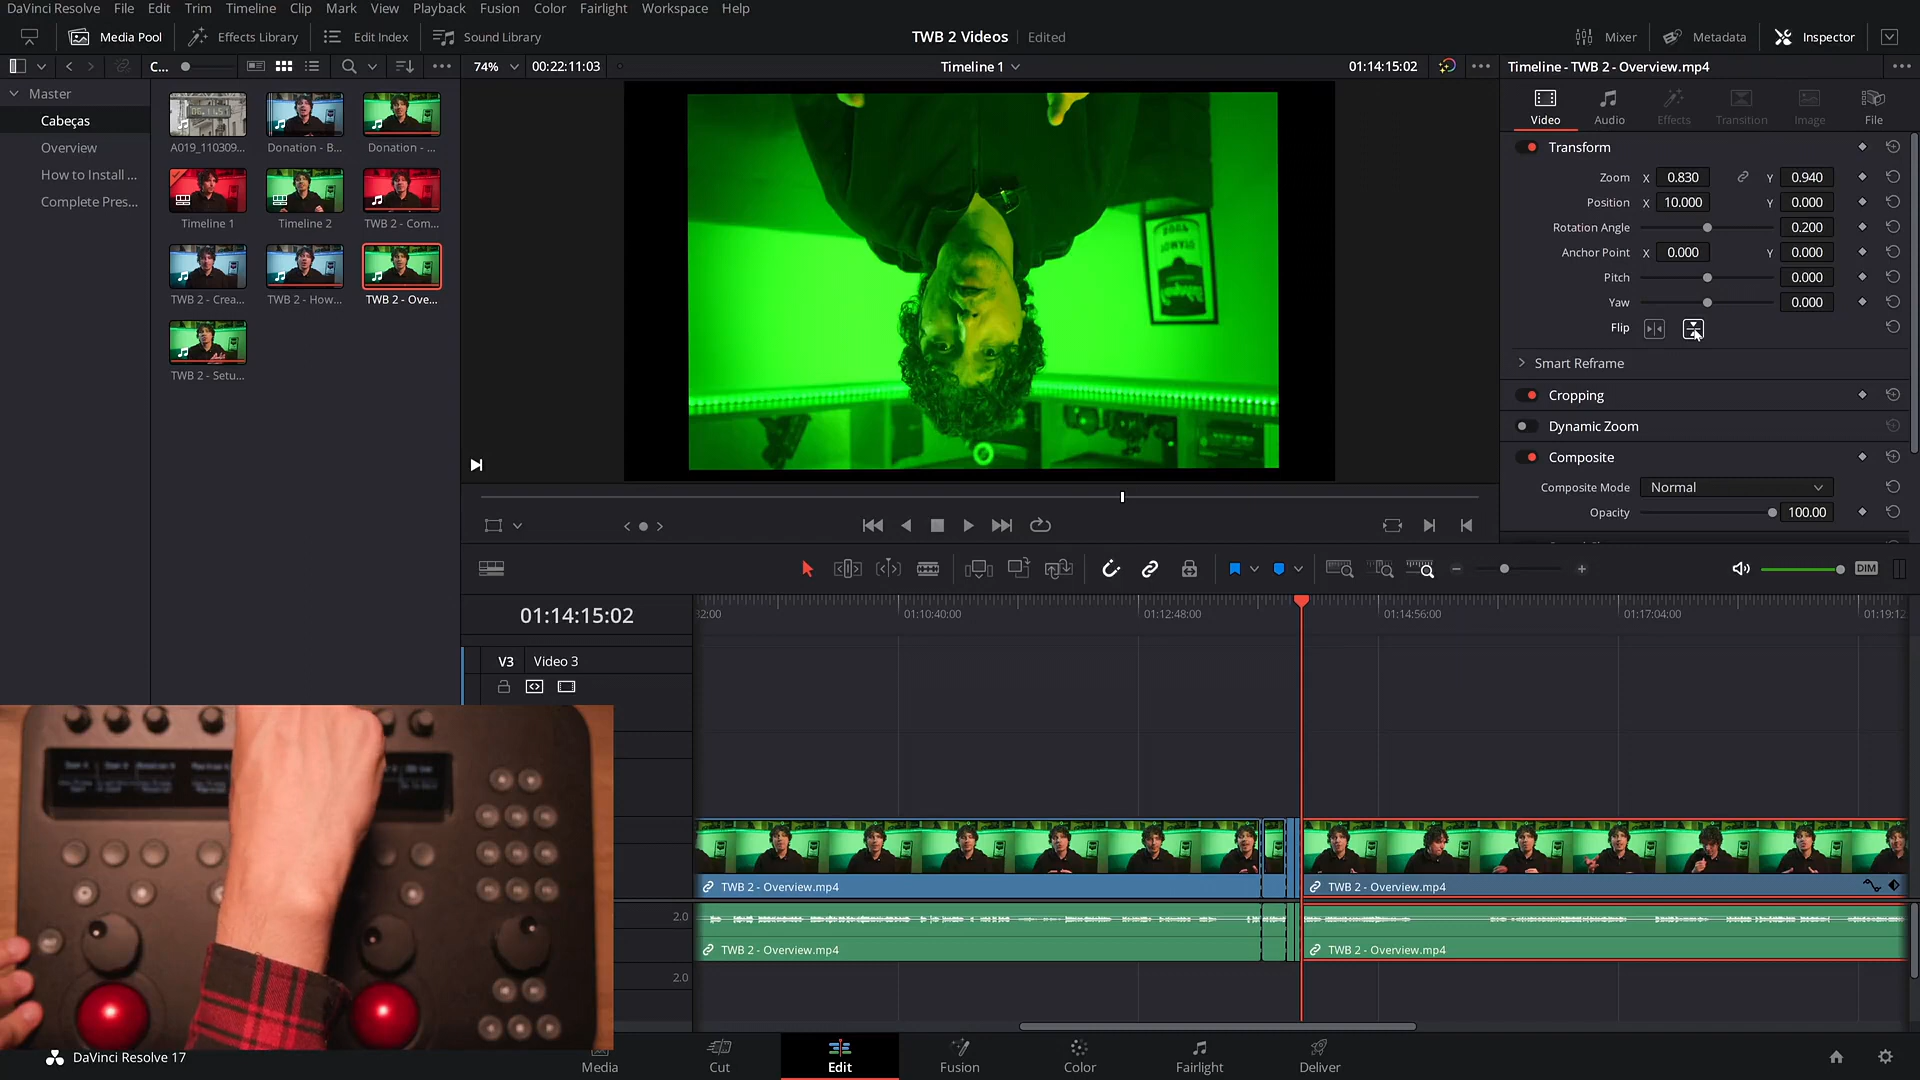 DaVinci Resolve File Edit Trim Timeline Clip Mark View Playback Fusion Color Fairlight Workspace Help
Media Pool Effects Library Edit Index Sound Library TWB 2 Videos Edited Mixer Metadata Inspector
C... 74% 00:22:11:03 Timeline 1 01:14:15:02 Timeline - TWB 2 - Overview.mp4
Master
Cabeças
Overview
How to Install ...
Complete Pres...
A019_110309... Donation - B... Donation - ...
Timeline 1 Timeline 2 TWB 2 - Com...
TWB 2 - Crea... TWB 2 - How... TWB 2 - Ove...
TWB 2 - Setu...
Video Audio Effects Transition Image File
Transform
Zoom X 0.830 Y 0.940
Position X 10.000 Y 0.000
Rotation Angle 0.200
Anchor Point X 0.000 Y 0.000
Pitch 0.000
Yaw 0.000
Flip
Smart Reframe
Cropping
Dynamic Zoom
Composite
Composite Mode Normal
Opacity 100.00
DIM
01:14:15:02 32:00 01:10:40:00 01:12:48:00 01:14:56:00 01:17:04:00 01:19:12
V3 Video 3
TWB 2 - Overview.mp4 TWB 2 - Overview.mp4
2.0
TWB 2 - Overview.mp4 TWB 2 - Overview.mp4
2.0
DaVinci Resolve 17
Media Cut Edit Fusion Color Fairlight Deliver